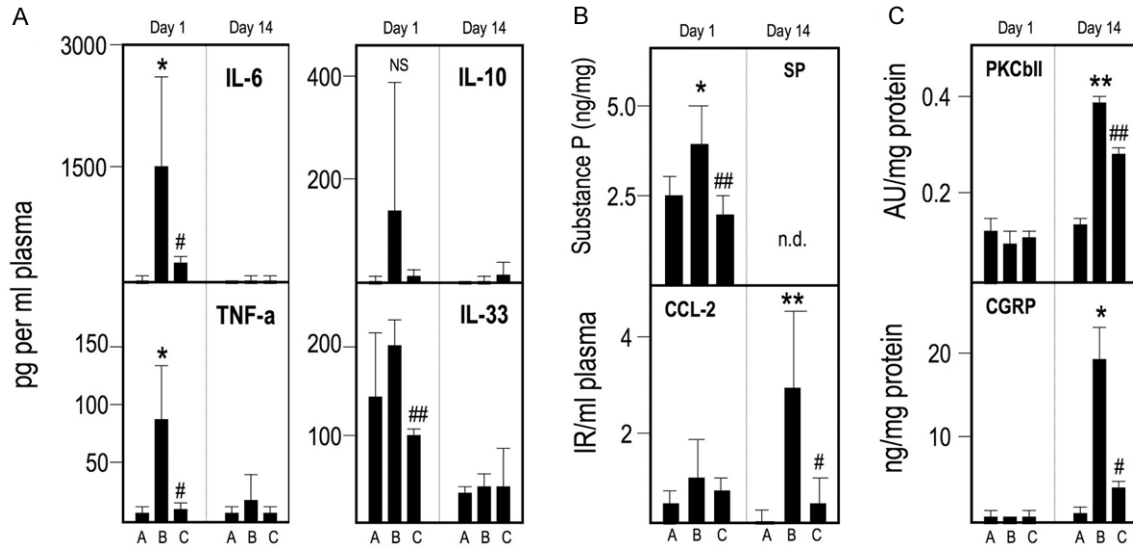 A
Day 1 Day 14 Day 1 Day 14
pg per ml plasma
3000
1500
*
#
IL-6
400
200
NS
IL-10
150
100
50
*
#
TNF-a
200
100
##
IL-33
A B C A B C A B C A B C
B
Day 1 Day 14
Substance P (ng/mg)
5.0
2.5
*
##
SP
n.d.
IR/ml plasma
4
2
CCL-2
**
#
A B C A B C
C
Day 1 Day 14
AU/mg protein
0.4
0.2
PKCbII
**
##
ng/mg protein
20
10
CGRP
*
#
A B C A B C